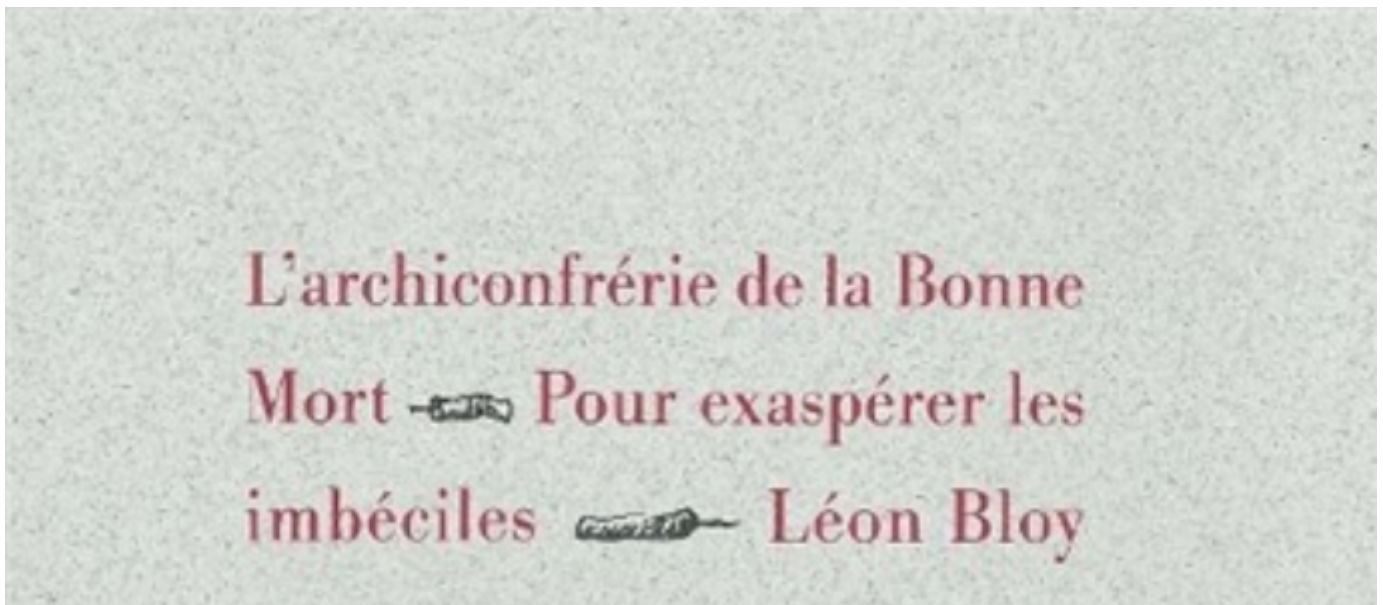 L'archiconfrérie de la Bonne
Mort Pour exaspérer les
imbéciles Léon Bloy